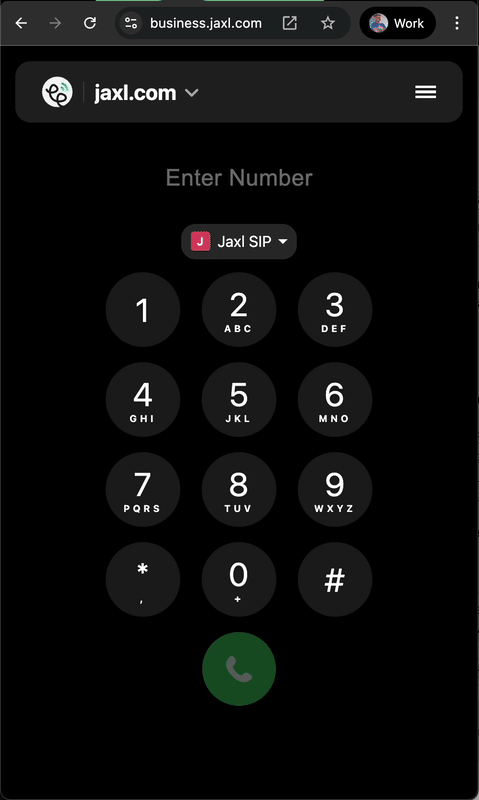 business.jaxl.com
Work
jaxl.com
Enter Number
J Jaxl SIP
1 2 3
ABC DEF
4 5 6
GHI JKL MNO
7 8 9
PQRS TUV WXYZ
* 0 #
, +